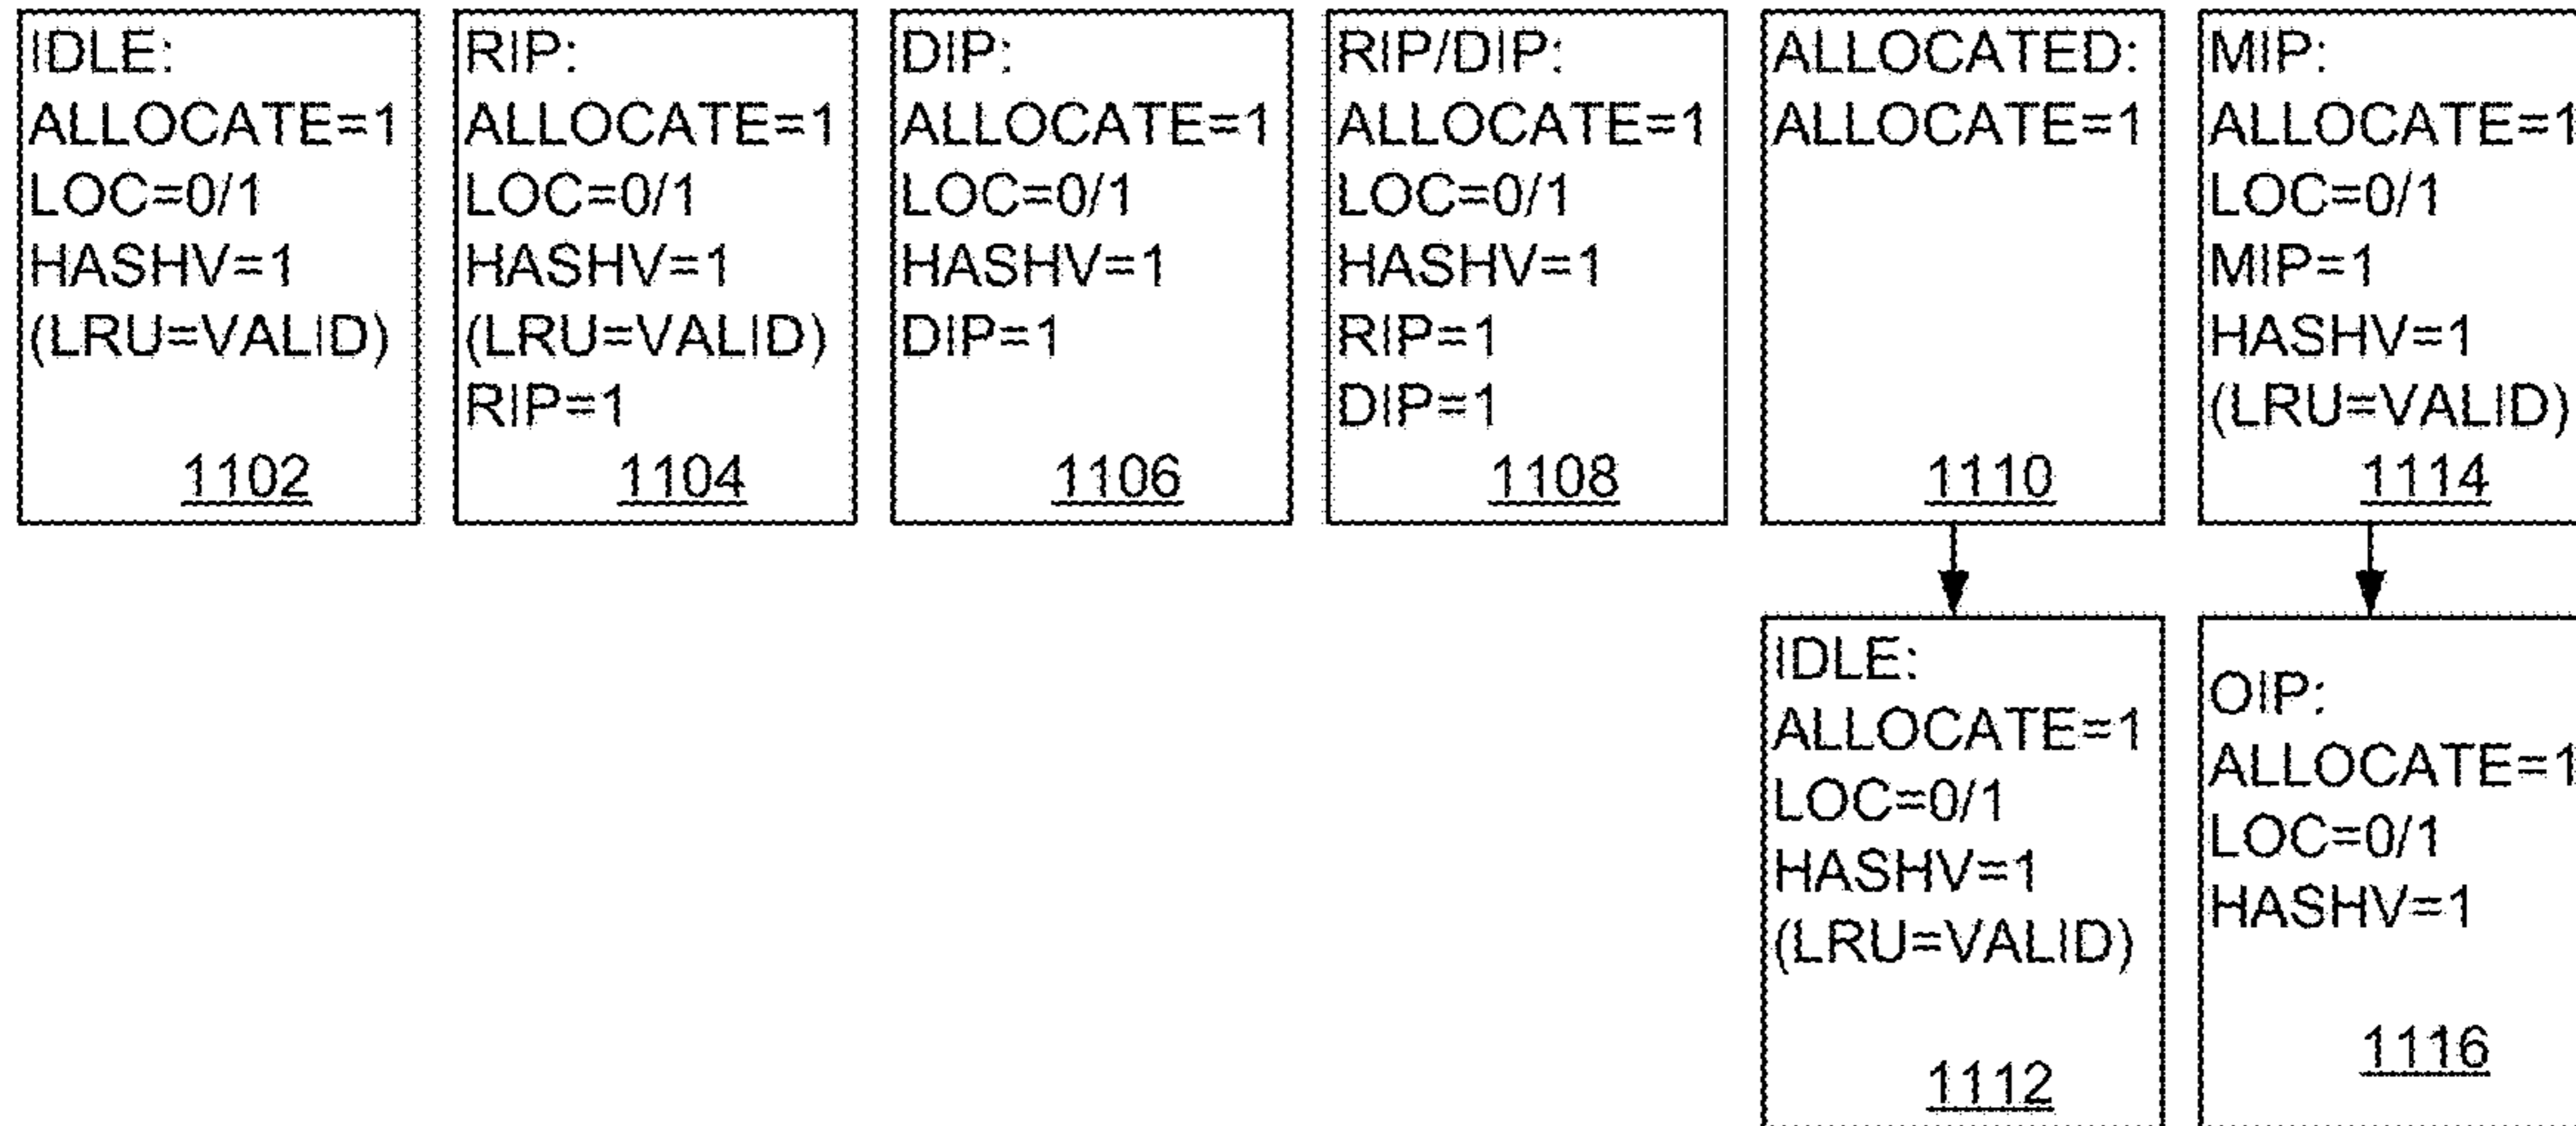 IDLE:
ALLOCATE=1
LOC=0/1
HASHV=1
(LRU=VALID)
1102
RIP:
ALLOCATE=1
LOC=0/1
HASHV=1
(LRU=VALID)
RIP=1
1104
DIP:
ALLOCATE=1
LOC=0/1
HASHV=1
DIP=1
1106
RIP/DIP:
ALLOCATE=1
LOC=0/1
HASHV=1
RIP=1
DIP=1
1108
ALLOCATED:
ALLOCATE=1
1110
MIP:
ALLOCATE=1
LOC=0/1
MIP=1
HASHV=1
(LRU=VALID)
1114
IDLE:
ALLOCATE=1
LOC=0/1
HASHV=1
(LRU=VALID)
1112
OIP:
ALLOCATE=1
LOC=0/1
HASHV=1
1116